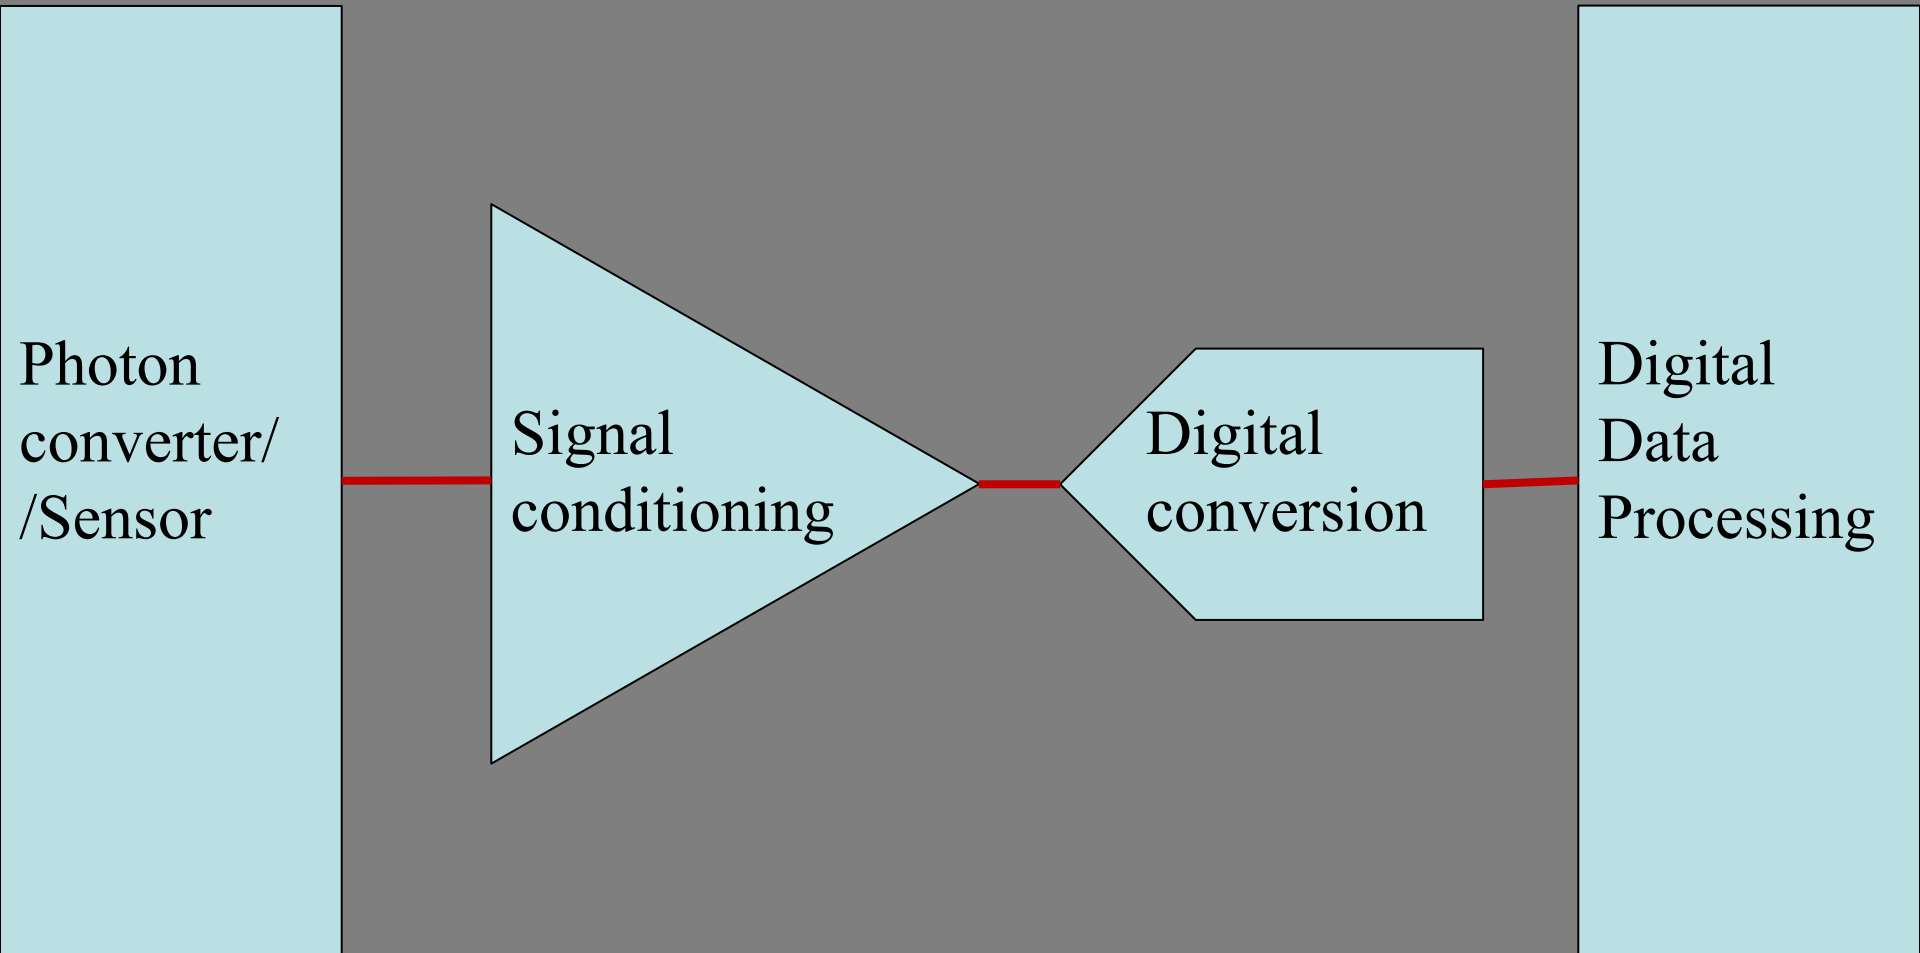 Photon
converter/
/Sensor
Signal
conditioning
Digital
conversion
Digital
Data
Processing